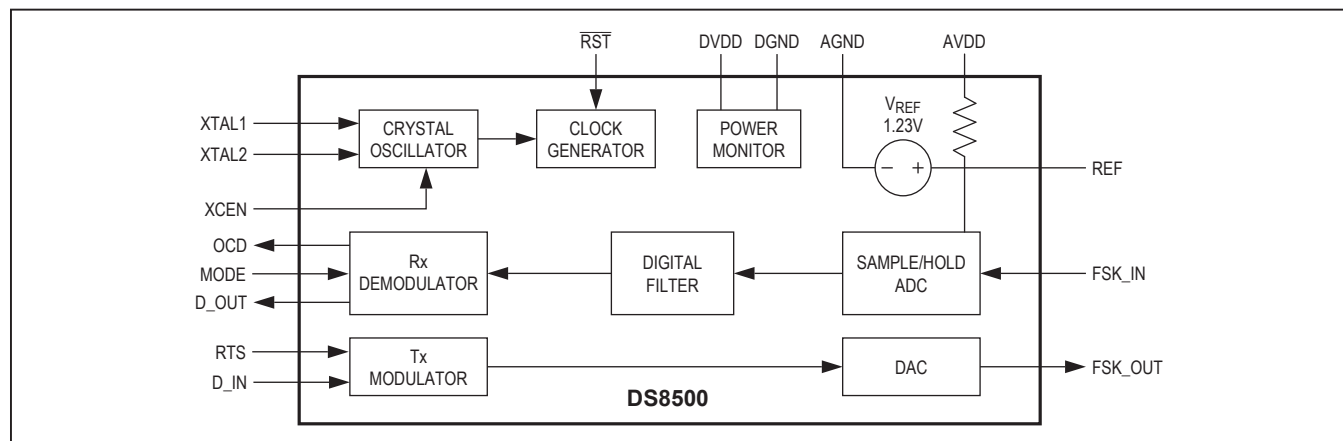 RST
DVDD
DGND
AGND
AVDD
XTAL1
XTAL2
XCEN
CRYSTAL
OSCILLATOR
CLOCK
GENERATOR
POWER
MONITOR
VREF
1.23V
− +
REF
OCD
MODE
D_OUT
Rx
DEMODULATOR
DIGITAL
FILTER
SAMPLE/HOLD
ADC
FSK_IN
RTS
D_IN
Tx
MODULATOR
DAC
FSK_OUT
DS8500